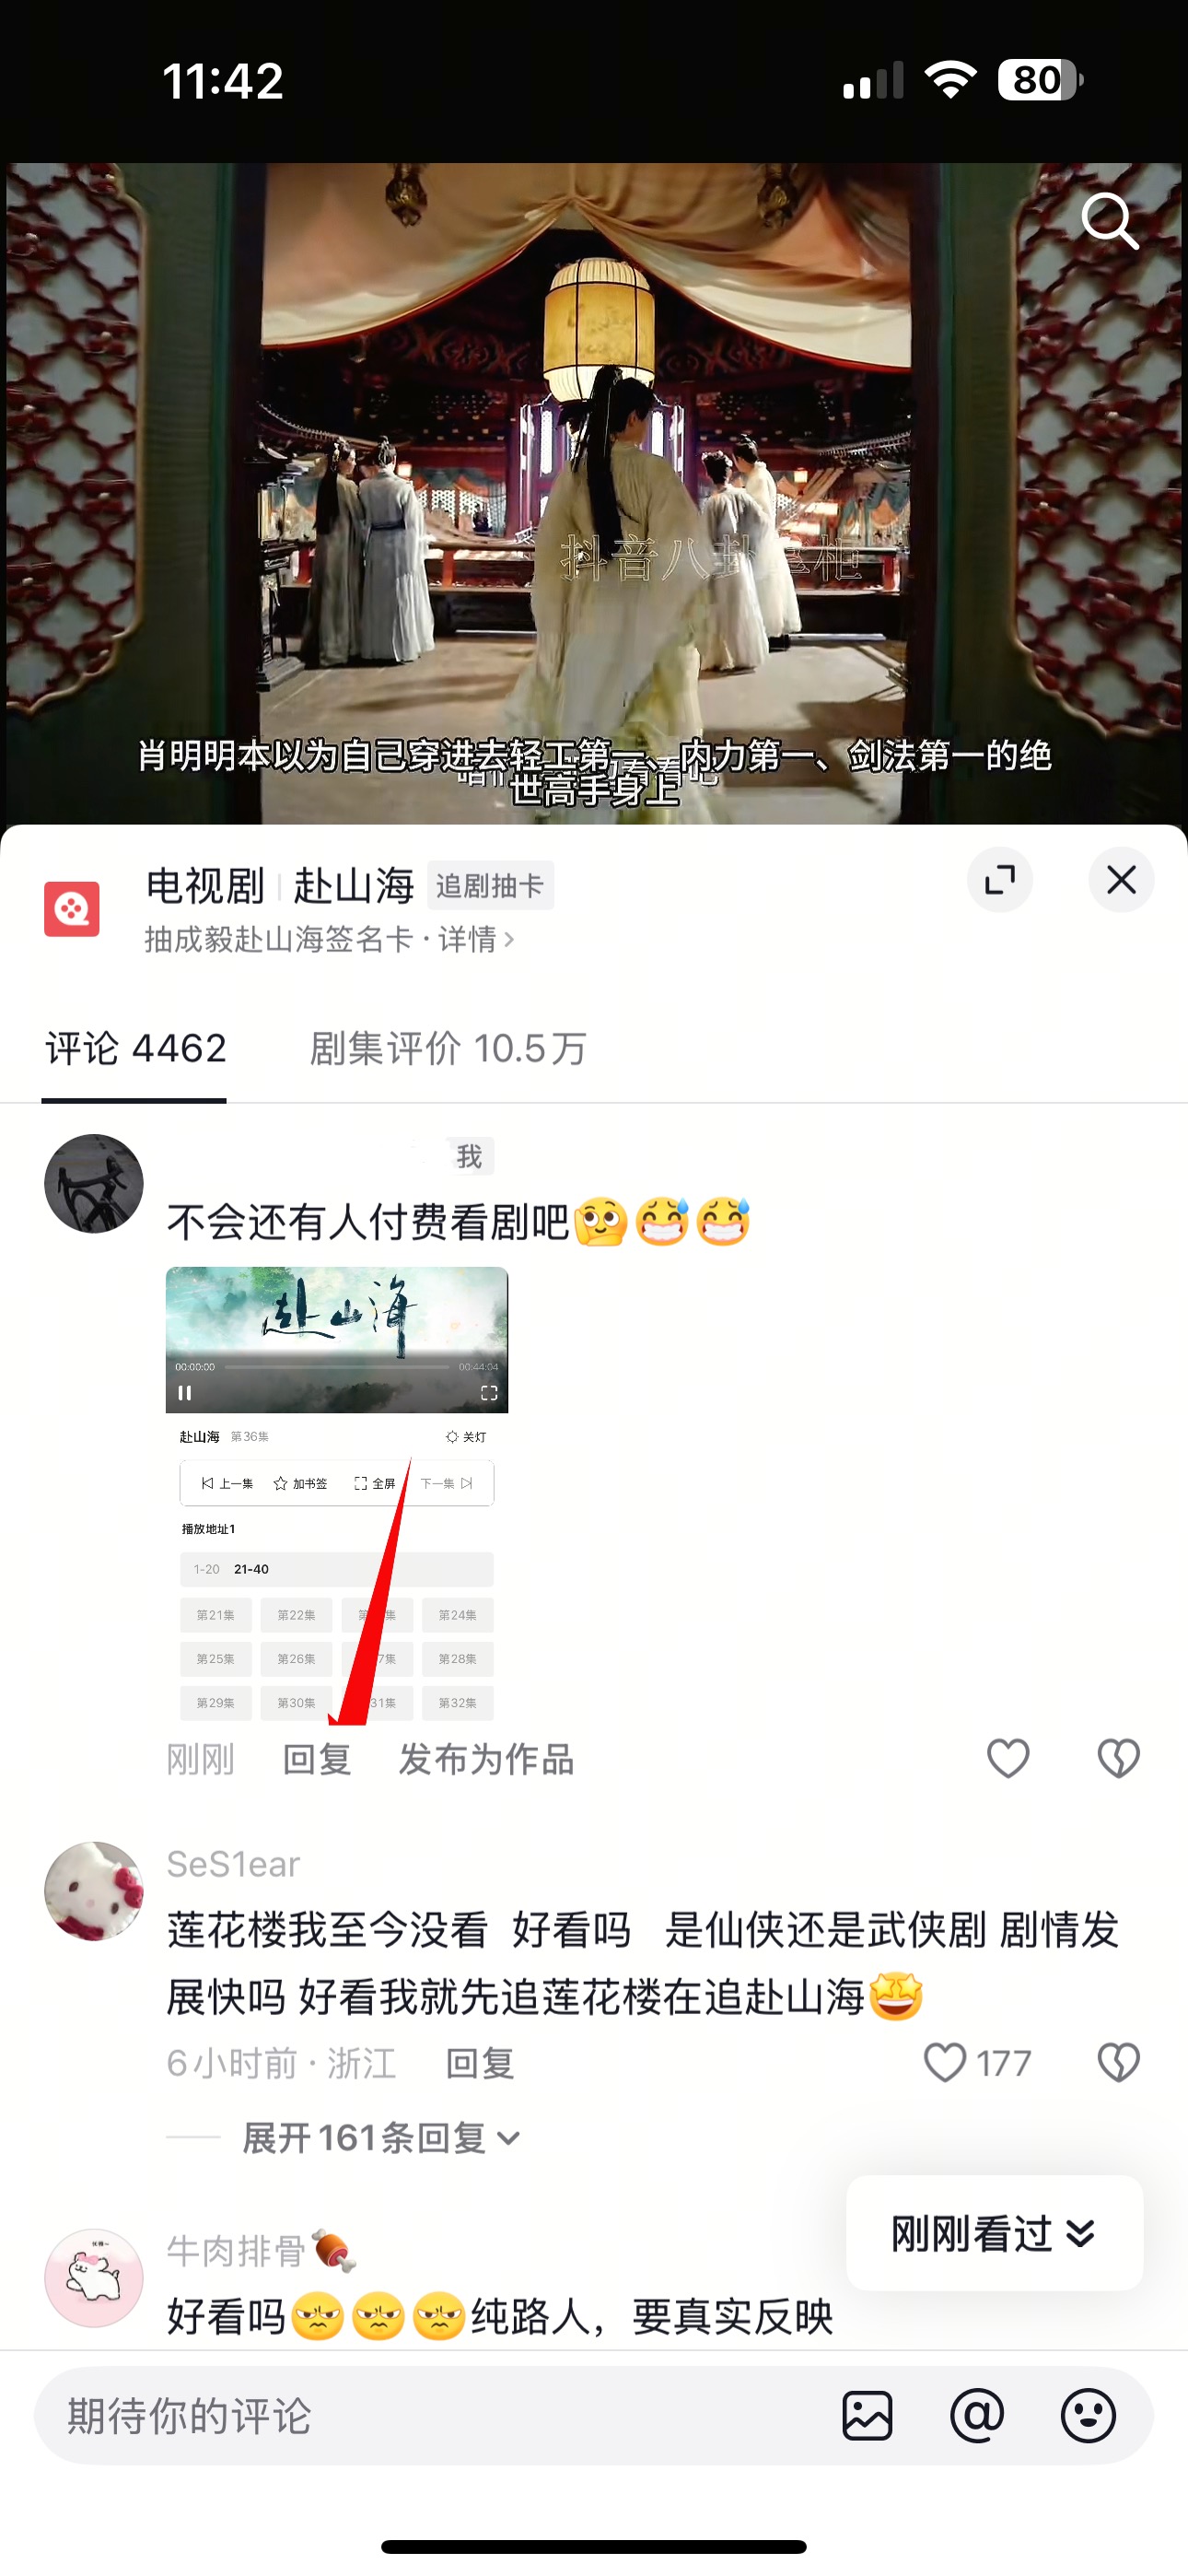 11:42
80
抖音八卦
肖明明本以为自己穿进去轻工第一、内力第一、剑法第一的绝
世高手身上
电视剧 赴山海 追剧抽卡
抽成毅赴山海签名卡 · 详情
评论 4462 剧集评价 10.5万
我
不会还有人付费看剧吧
赴山海
00:00:00 00:44:04
赴山海 第36集 关灯
上一集 加书签 全屏 下一集
播放地址1
1-20 21-40
第21集 第22集 第 集 第24集
第25集 第26集 7集 第28集
第29集 第30集 31集 第32集
刚刚 回复 发布为作品
SeS1ear
莲花楼我至今没看 好看吗 是仙侠还是武侠剧 剧情发
展快吗 好看我就先追莲花楼在追赴山海
6小时前 · 浙江 回复 177
展开161条回复
刚刚看过
牛肉排骨
好看吗 纯路人，要真实反映
期待你的评论